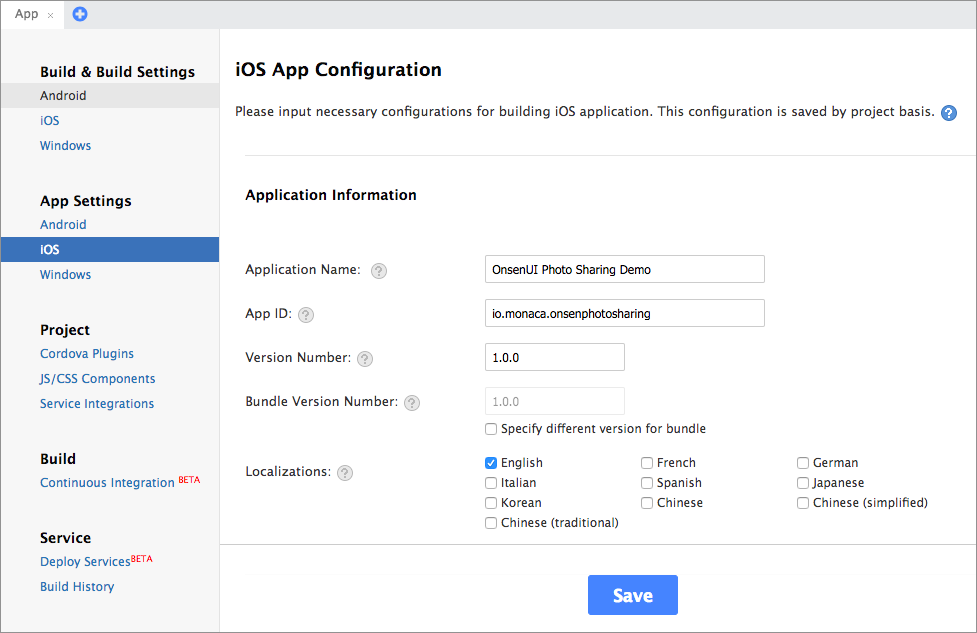 App ×
Build & Build Settings
Android
iOS
Windows
App Settings
Android
iOS
Windows
Project
Cordova Plugins
JS/CSS Components
Service Integrations
Build
Continuous Integration BETA
Service
Deploy Services BETA
Build History
iOS App Configuration
Please input necessary configurations for building iOS application. This configuration is saved by project basis. ?
Application Information
Application Name: ? OnsenUI Photo Sharing Demo
App ID: ? io.monaca.onsenphotosharing
Version Number: ? 1.0.0
Bundle Version Number: ? 1.0.0
Specify different version for bundle
Localizations: ? English French German
Italian Spanish Japanese
Korean Chinese Chinese (simplified)
Chinese (traditional)
Save